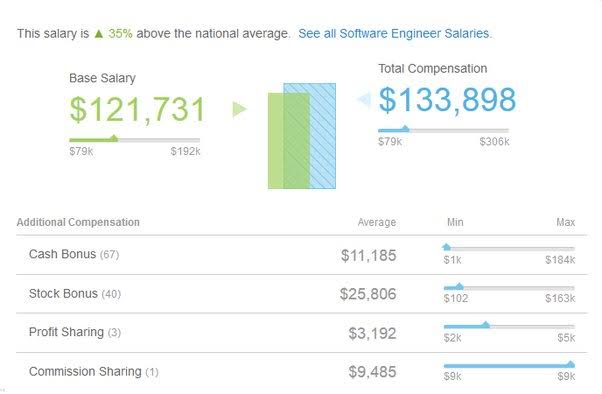 This salary is ▲ 35% above the national average. See all Software Engineer Salaries.
Base Salary
$121,731
$79k $192k
Total Compensation
$133,898
$79k $306k
Additional Compensation Average Min Max
Cash Bonus (67) $11,185 $1k $184k
Stock Bonus (40) $25,806 $102 $163k
Profit Sharing (3) $3,192 $2k $5k
Commission Sharing (1) $9,485 $9k $9k